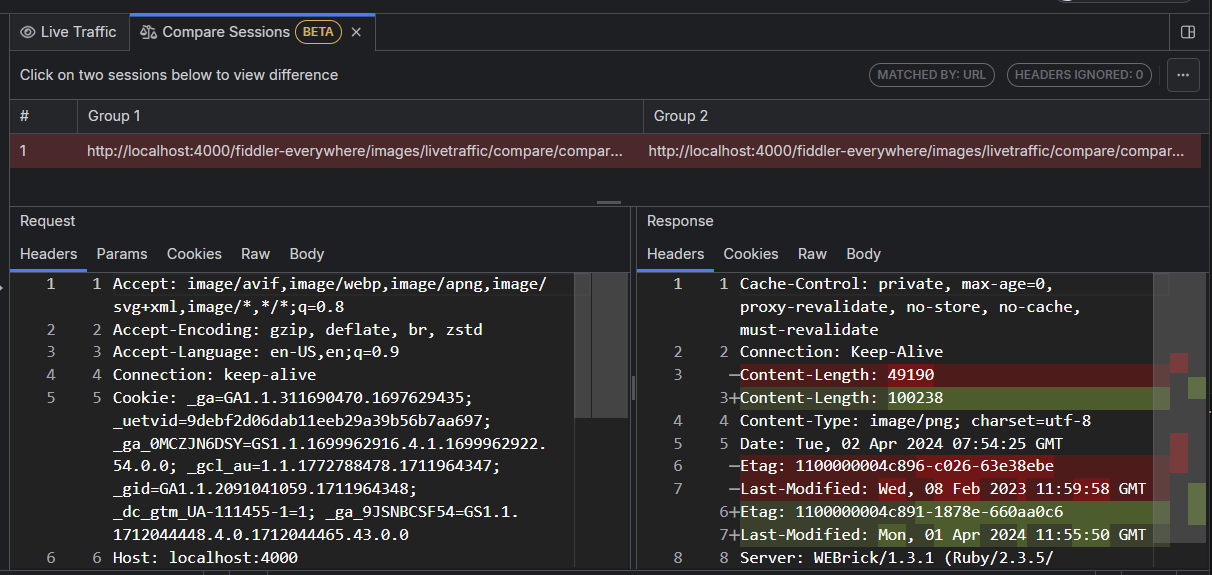 Live Traffic Compare Sessions BETA
Click on two sessions below to view difference MATCHED BY: URL HEADERS IGNORED: 0
# Group 1 Group 2
1 http://localhost:4000/fiddler-everywhere/images/livetraffic/compare/compar... http://localhost:4000/fiddler-everywhere/images/livetraffic/compare/compar...
Request
Headers Params Cookies Raw Body
1 1 Accept: image/avif,image/webp,image/apng,image/
svg+xml,image/*,*/*;q=0.8
2 2 Accept-Encoding: gzip, deflate, br, zstd
3 3 Accept-Language: en-US,en;q=0.9
4 4 Connection: keep-alive
5 5 Cookie: _ga=GA1.1.311690470.1697629435;
_uetvid=9debf2d06dab11eeb29a39b56b7aa697;
_ga_0MCZJN6DSY=GS1.1.1699962916.4.1.1699962922.
54.0.0; _gcl_au=1.1.1772788478.1711964347;
_gid=GA1.1.2091041059.1711964348;
_dc_gtm_UA-111455-1=1; _ga_9JSNBCSF54=GS1.1.
1712044448.4.0.1712044465.43.0.0
6 6 Host: localhost:4000
Response
Headers Cookies Raw Body
1 1 Cache-Control: private, max-age=0,
proxy-revalidate, no-store, no-cache,
must-revalidate
2 2 Connection: Keep-Alive
3 —Content-Length: 49190
3+Content-Length: 100238
4 4 Content-Type: image/png; charset=utf-8
5 5 Date: Tue, 02 Apr 2024 07:54:25 GMT
6 —Etag: 1100000004c896-c026-63e38ebe
7 —Last-Modified: Wed, 08 Feb 2023 11:59:58 GMT
6+Etag: 1100000004c891-1878e-660aa0c6
7+Last-Modified: Mon, 01 Apr 2024 11:55:50 GMT
8 8 Server: WEBrick/1.3.1 (Ruby/2.3.5/